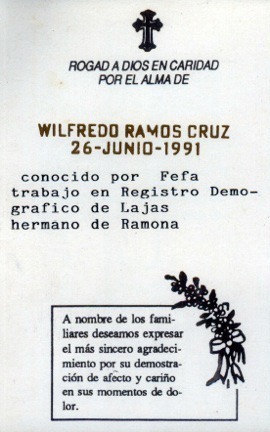 ROGAD A DIOS EN CARIDAD
POR EL ALMA DE
WILFREDO RAMOS CRUZ
26-JUNIO-1991
conocido por Fefa
trabajo en Registro Demo-
grafico de Lajas
hermano de Ramona
A nombre de los fami-
liares deseamos expresar
el más sincero agradeci-
miento por su demostra-
ción de afecto y cariño
en sus momentos de do-
lor.